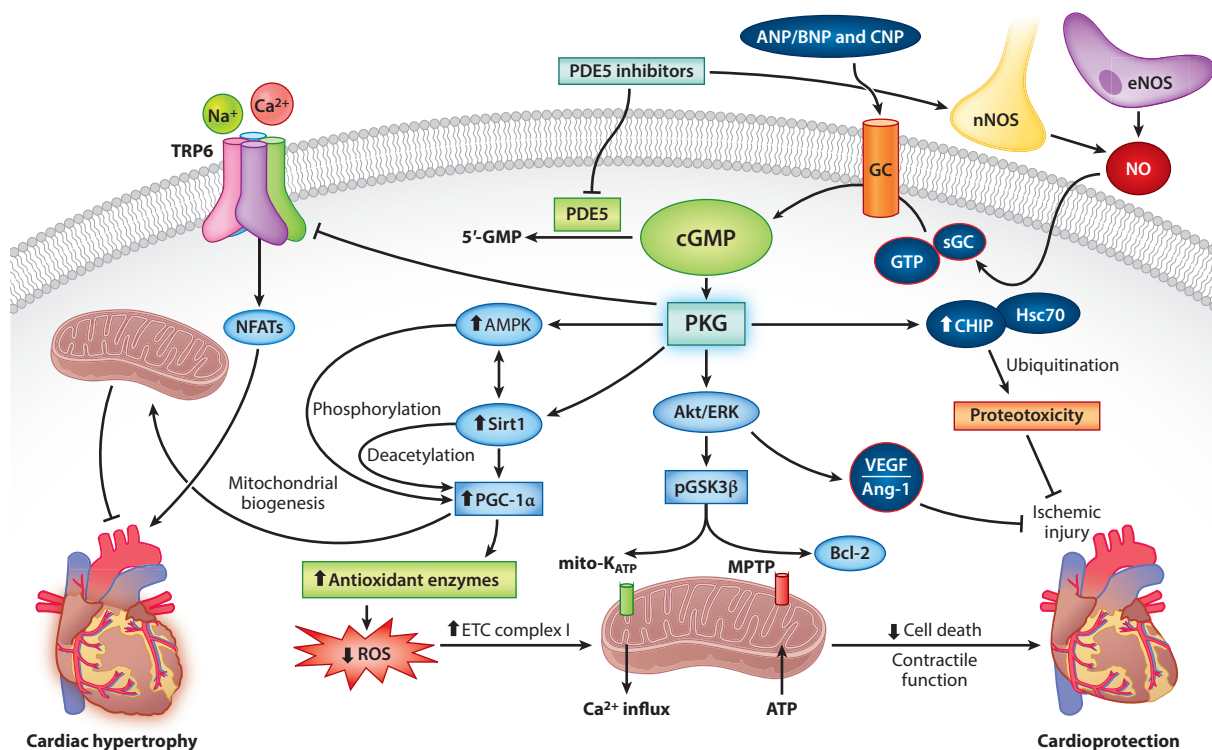 ANP/BNP and CNP
PDE5 inhibitors
eNOS
nNOS
Na⁺
Ca²⁺
TRP6
GC
NO
PDE5
5′-GMP
cGMP
GTP
sGC
NFATs
⬆AMPK
PKG
⬆CHIP
Hsc70
Ubiquitination
Phosphorylation
⬆Sirt1
Akt/ERK
Proteotoxicity
Deacetylation
Mitochondrial
biogenesis
⬆PGC-1α
pGSK3β
VEGF
Ang-1
Ischemic
injury
mito-K_ATP
MPTP
Bcl-2
⬆Antioxidant enzymes
⬇ROS
⬆ETC complex I
⬇Cell death
Contractile
function
Ca²⁺ influx
ATP
Cardiac hypertrophy
Cardioprotection